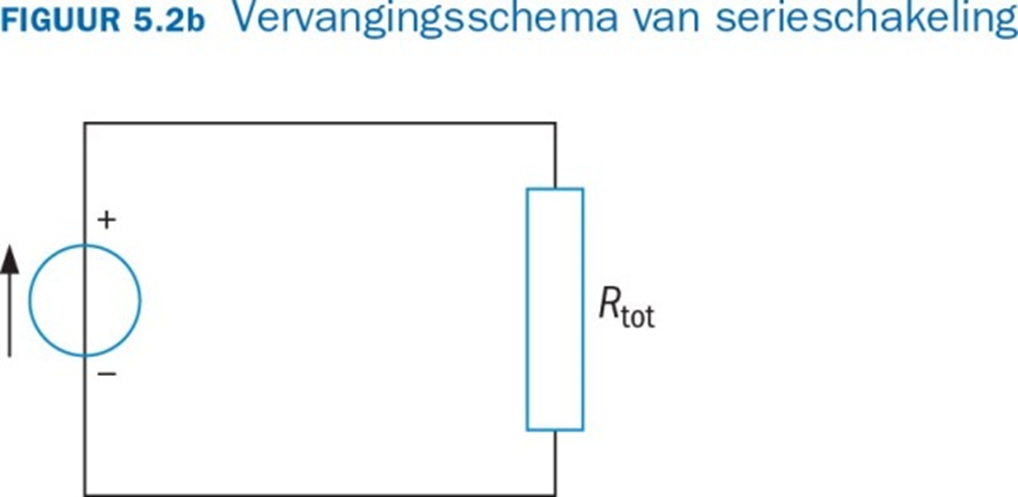 FIGUUR 5.2b Vervangingsschema van serieschakeling
+
R_tot
–